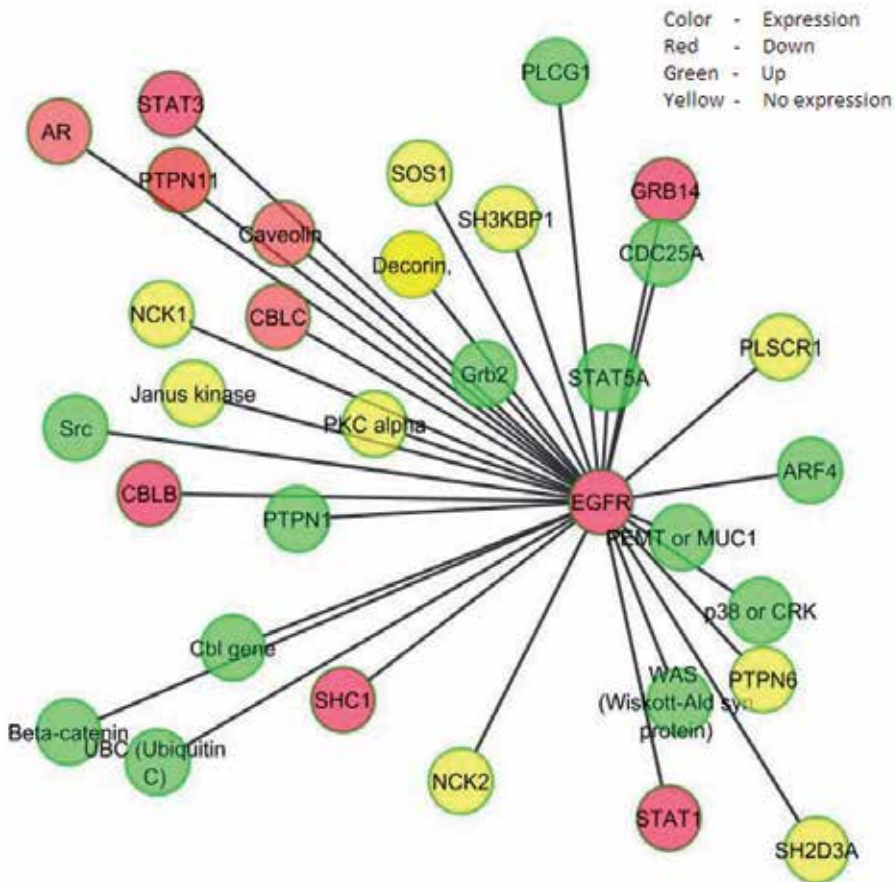 Color - Expression
Red - Down
Green - Up
Yellow - No expression
PLCG1
STAT3
AR
PTPN11
SOS1
GRB14
SH3KBP1
Caveolin
CDC25A
Decorin,
NCK1
CBLC
PLSCR1
Grb2
STAT5A
Janus kinase
PKC alpha
Src
ARF4
CBLB
EGFR
PTPN1
PEMT or MUC1
p38 or CRK
Cbl gene
WAS
(Wiskott-Ald syn
protein)
PTPN6
SHC1
Beta-catenin
UBC (Ubiquitin
C)
NCK2
STAT1
SH2D3A